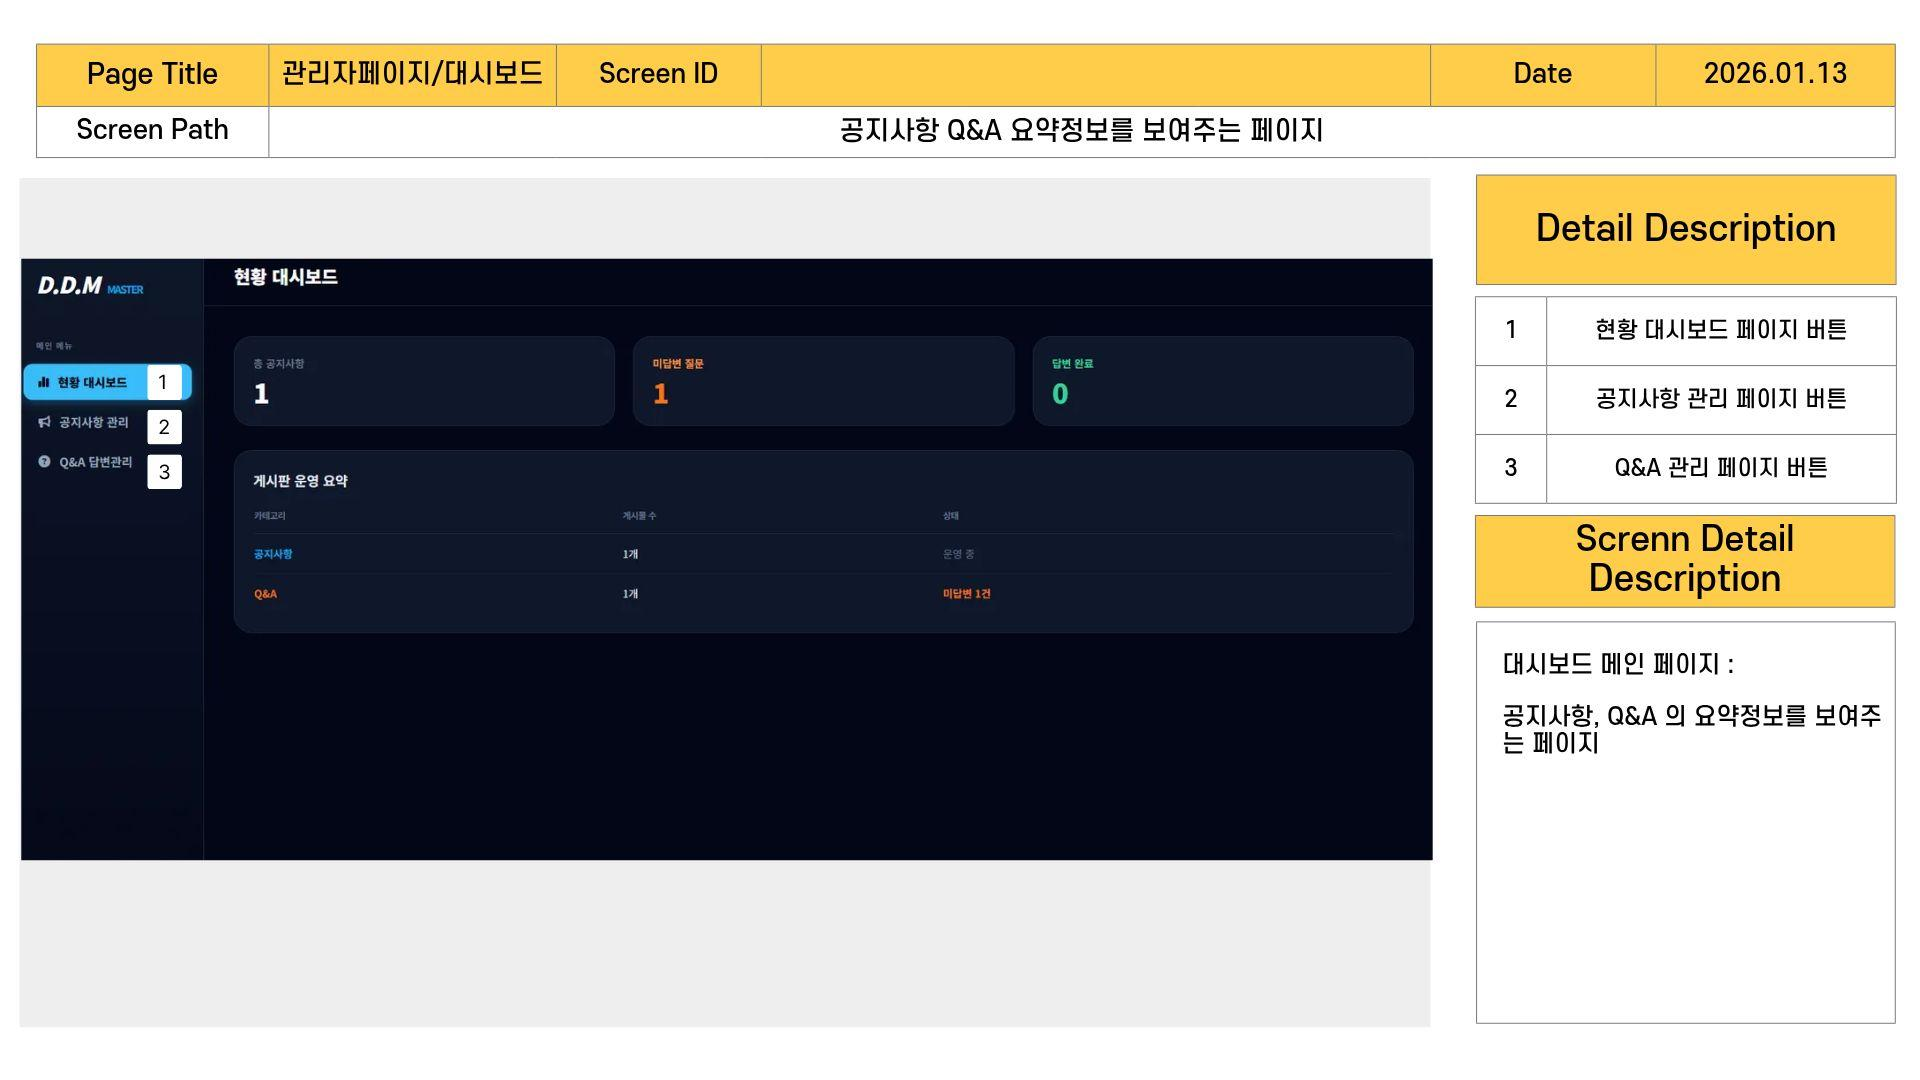 Page Title 관리자페이지/대시보드 Screen ID Date 2026.01.13
Screen Path 공지사항 Q&A 요약정보를 보여주는 페이지
D.D.M MASTER
메인 메뉴
현황 대시보드 1
공지사항 관리 2
Q&A 답변관리 3
현황 대시보드
총 공지사항
1
미답변 질문
1
답변 완료
0
게시판 운영 요약
카테고리 게시물 수 상태
공지사항 1개 운영 중
Q&A 1개 미답변 1건
Detail Description
1 현황 대시보드 페이지 버튼
2 공지사항 관리 페이지 버튼
3 Q&A 관리 페이지 버튼
Screnn Detail
Description
대시보드 메인 페이지 :
공지사항, Q&A 의 요약정보를 보여주
는 페이지